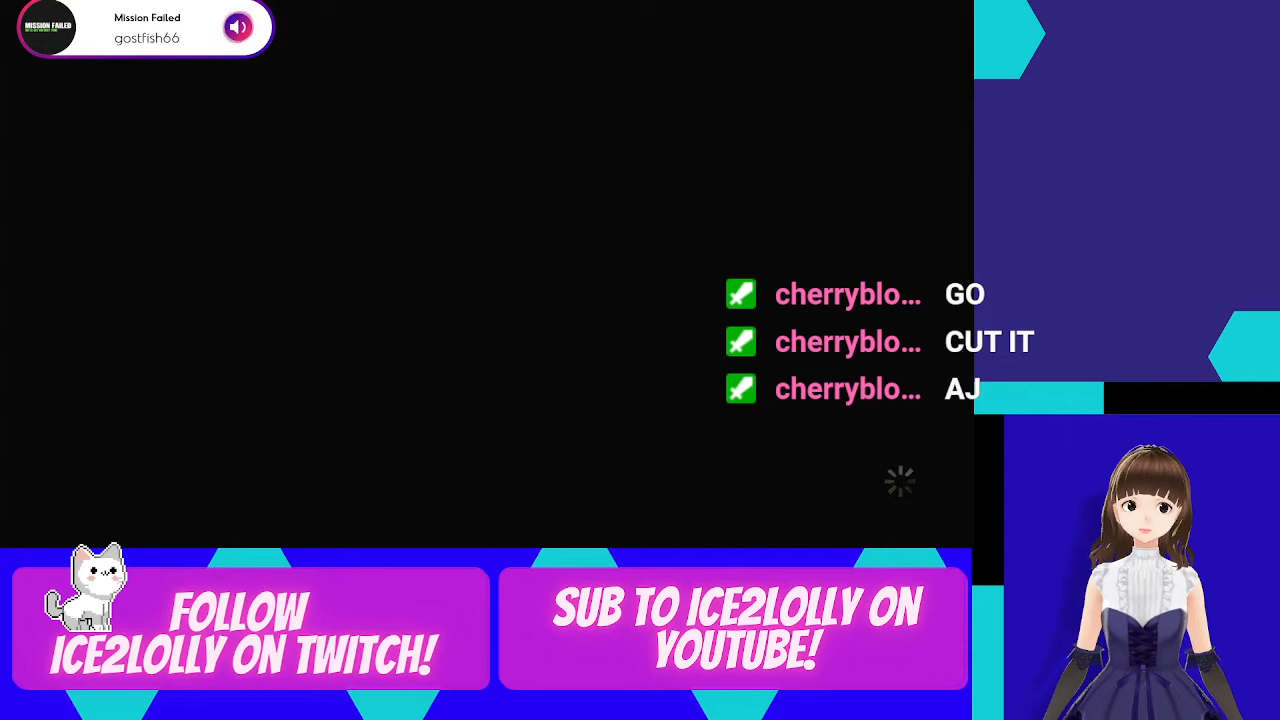 MISSION FAILED
Mission Failed
gostfish66
cherryblo... GO
cherryblo... CUT IT
cherryblo... AJ
FOLLOW
ICE2LOLLY ON TWITCH!
SUB TO ICE2LOLLY ON
YOUTUBE!